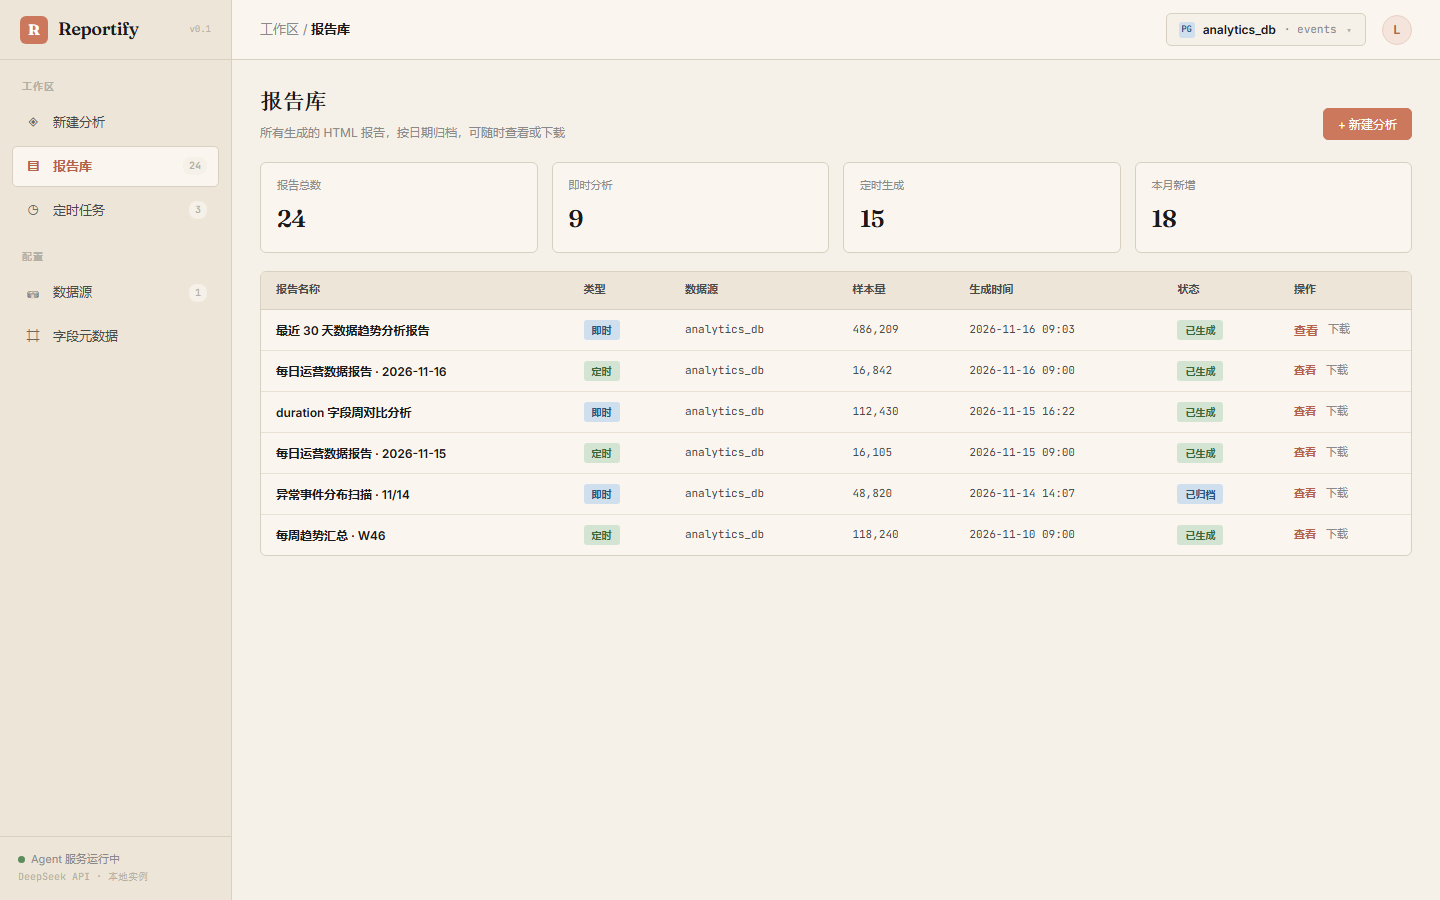 R Reportify v0.1
工作区 / 报告库
PG analytics_db · events ▾
L
工作区
新建分析
报告库 24
定时任务 3
配置
数据源 1
字段元数据
Agent 服务运行中
DeepSeek API · 本地实例
报告库
所有生成的 HTML 报告，按日期归档，可随时查看或下载
+ 新建分析
报告总数
24
即时分析
9
定时生成
15
本月新增
18
报告名称 类型 数据源 样本量 生成时间 状态 操作
最近 30 天数据趋势分析报告 即时 analytics_db 486,209 2026-11-16 09:03 已生成 查看 下载
每日运营数据报告 · 2026-11-16 定时 analytics_db 16,842 2026-11-16 09:00 已生成 查看 下载
duration 字段周对比分析 即时 analytics_db 112,430 2026-11-15 16:22 已生成 查看 下载
每日运营数据报告 · 2026-11-15 定时 analytics_db 16,105 2026-11-15 09:00 已生成 查看 下载
异常事件分布扫描 · 11/14 即时 analytics_db 48,820 2026-11-14 14:07 已归档 查看 下载
每周趋势汇总 · W46 定时 analytics_db 118,240 2026-11-10 09:00 已生成 查看 下载